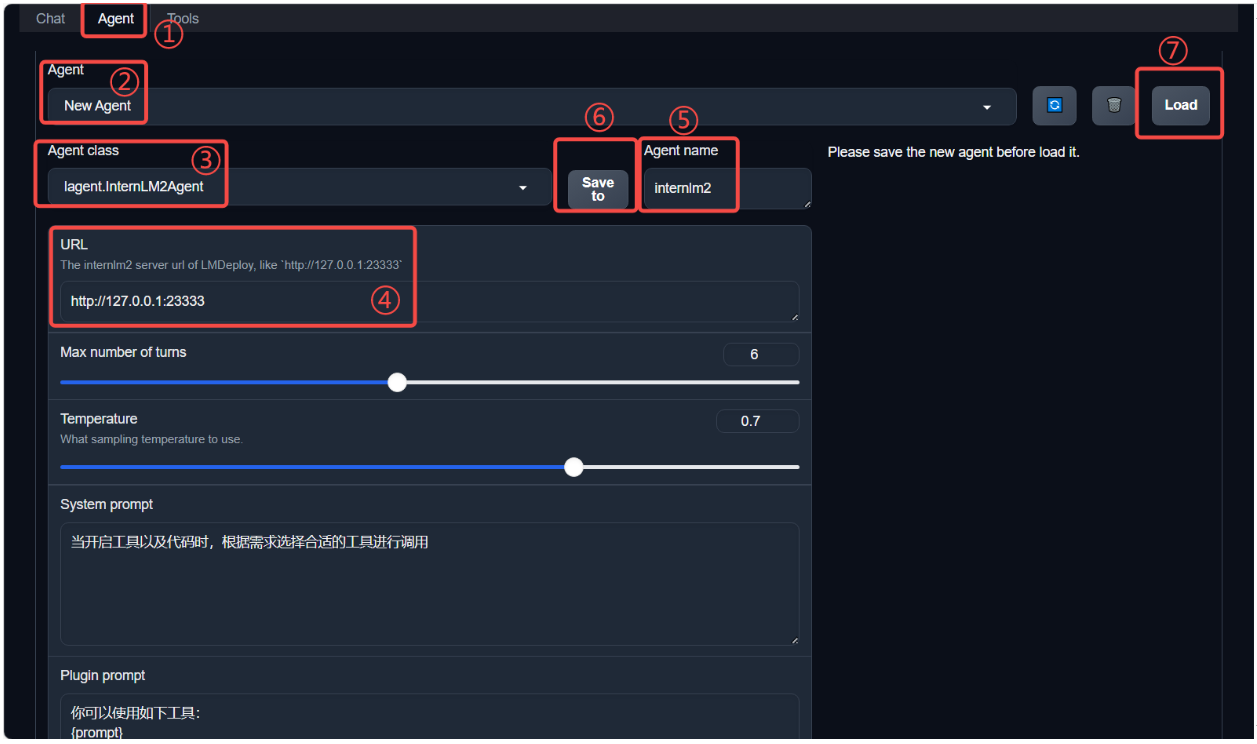 Chat
Agent
Tools
①
Agent
②
New Agent
Load
⑦
Agent class
③
lagent.InternLM2Agent
⑥
Save
to
⑤
Agent name
internlm2
Please save the new agent before load it.
URL
The internlm2 server url of LMDeploy, like `http://127.0.0.1:23333`
http://127.0.0.1:23333
④
Max number of turns
6
Temperature
0.7
What sampling temperature to use.
System prompt
当开启工具以及代码时，根据需求选择合适的工具进行调用
Plugin prompt
你可以使用如下工具：
{prompt}